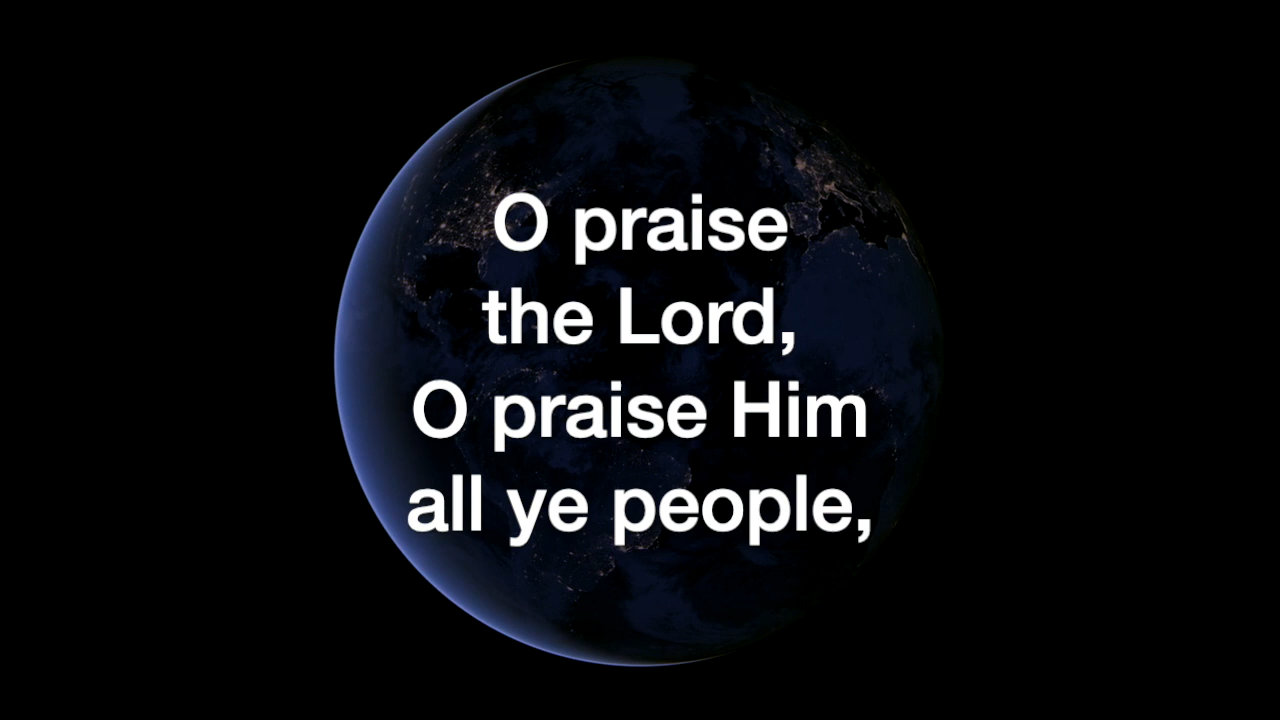 O praise
the Lord,
O praise Him
all ye people,